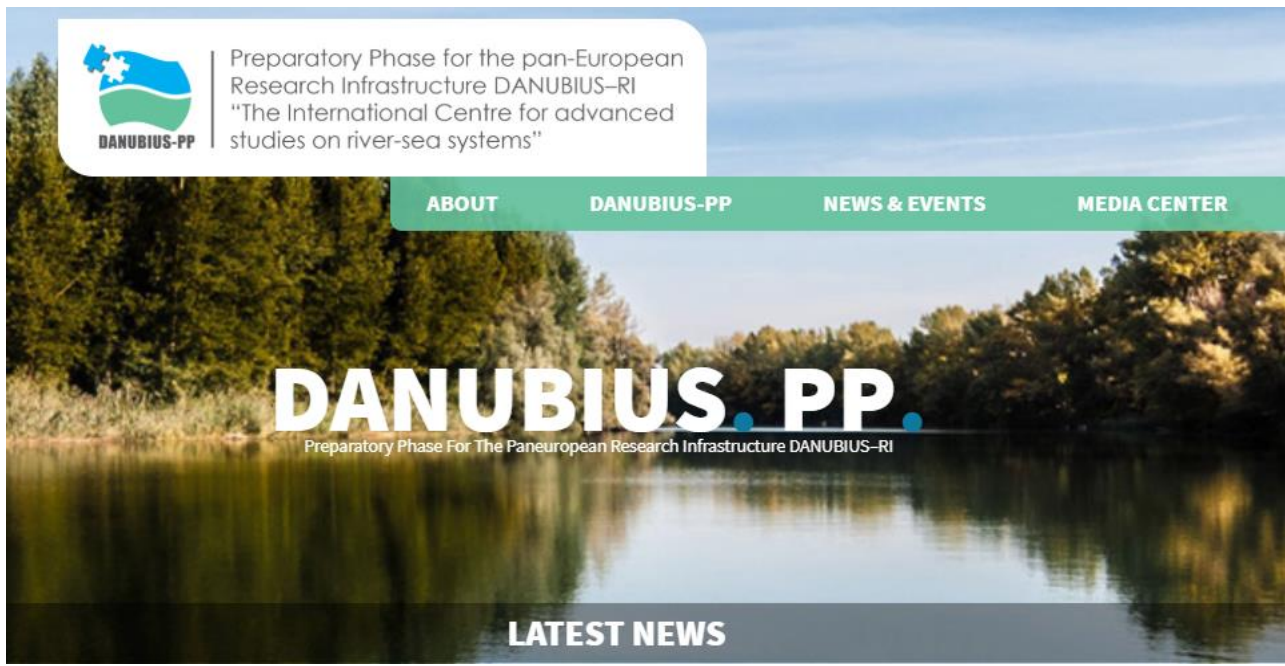 Preparatory Phase for the pan-European
Research Infrastructure DANUBIUS–RI
“The International Centre for advanced
studies on river-sea systems”
DANUBIUS-PP
ABOUT DANUBIUS-PP NEWS & EVENTS MEDIA CENTER
DANUBIUS. PP.
Preparatory Phase For The Paneuropean Research Infrastructure DANUBIUS–RI
LATEST NEWS